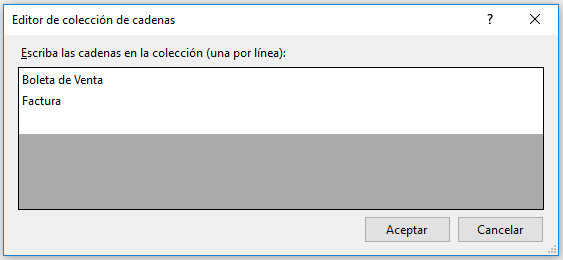 Editor de colección de cadenas
?
Escriba las cadenas en la colección (una por línea):
Boleta de Venta
Factura
Aceptar Cancelar